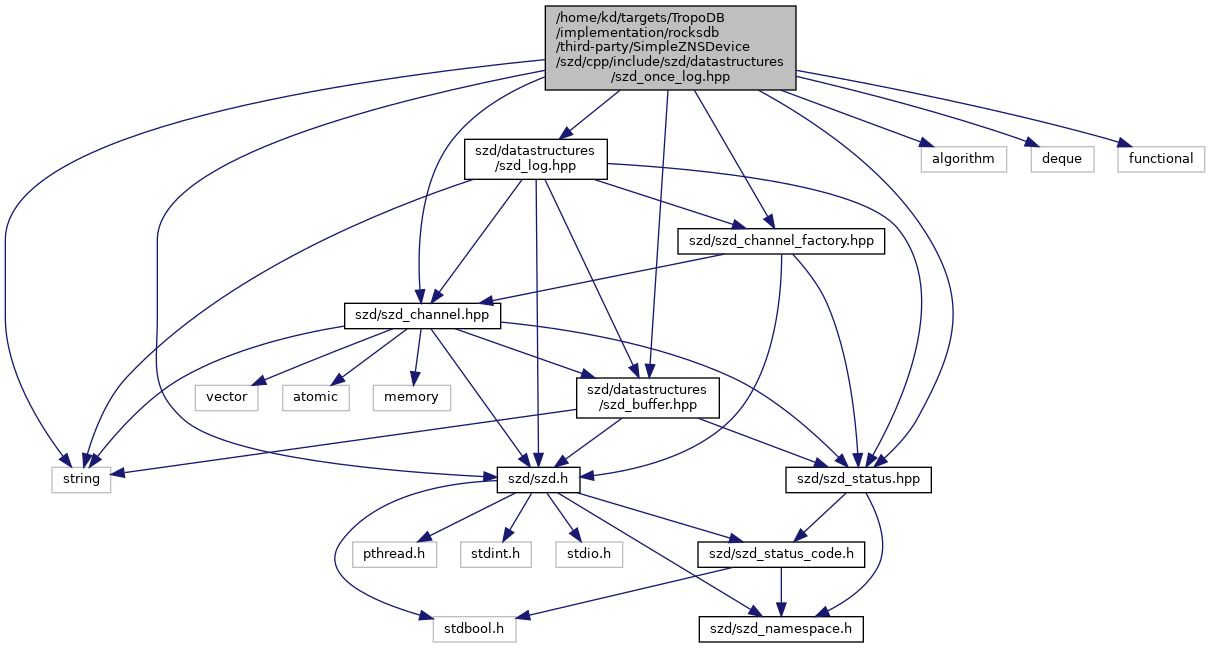 /home/kd/targets/TropoDB
/implementation/rocksdb
/third-party/SimpleZNSDevice
/szd/cpp/include/szd/datastructures
/szd_once_log.hpp
szd/datastructures
/szd_log.hpp
algorithm
deque
functional
szd/szd_channel_factory.hpp
szd/szd_channel.hpp
vector
atomic
memory
szd/datastructures
/szd_buffer.hpp
string
szd/szd.h
szd/szd_status.hpp
pthread.h
stdint.h
stdio.h
szd/szd_status_code.h
stdbool.h
szd/szd_namespace.h